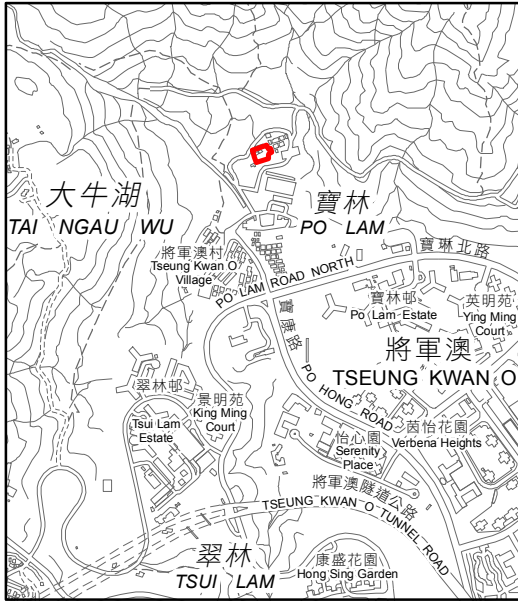 大牛湖
TAI NGAU WU
寶林
PO LAM
將軍澳村
Tseung Kwan O
Village
PO LAM ROAD NORTH
寶琳北路
寶林邨
Po Lam Estate
英明苑
Ying Ming
Court
寶康路
PO HONG ROAD
將軍澳
TSEUNG KWAN O
翠林邨
Tsui Lam
Estate
景明苑
King Ming
Court
怡心園
Serenity
Place
茵怡花園
Verbena Heights
將軍澳隧道公路
TSEUNG KWAN O TUNNEL ROAD
翠林
TSUI LAM
康盛花園
Hong Sing Garden